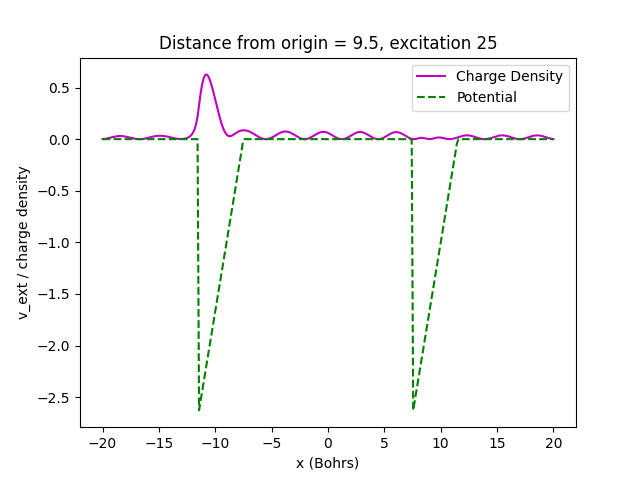 Distance from origin = 9.5, excitation 25
Charge Density
Potential
0.5
0.0
−0.5
−1.0
−1.5
−2.0
−2.5
v_ext / charge density
−20 −15 −10 −5 0 5 10 15 20
x (Bohrs)